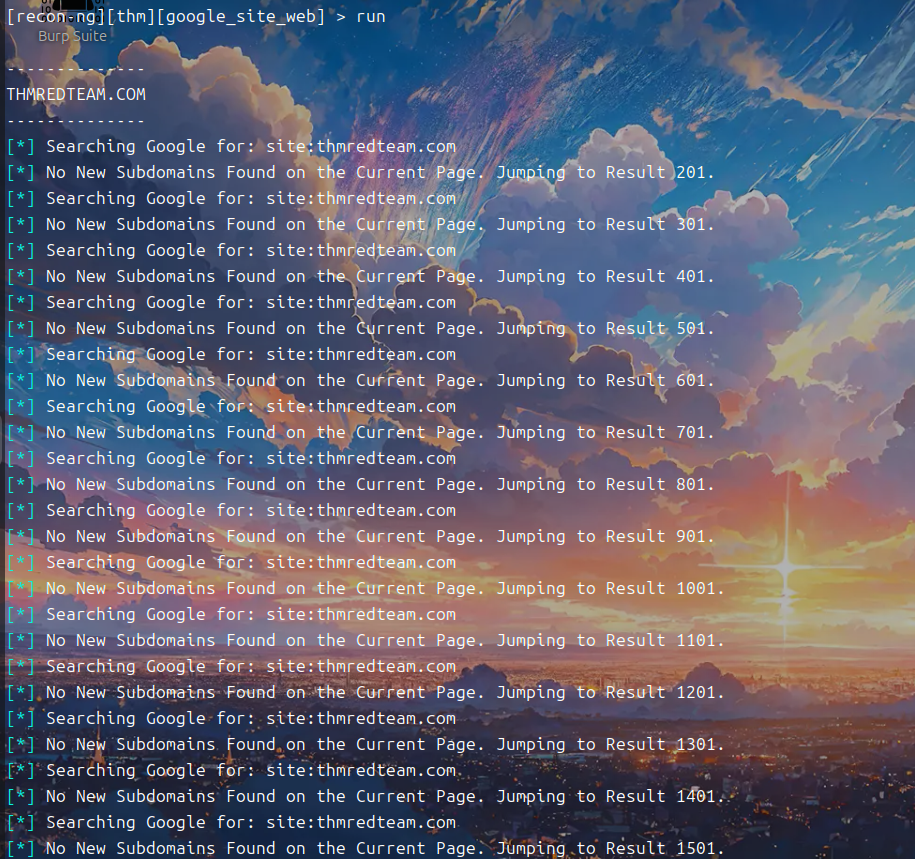 [recon-ng][thm][google_site_web] > run
Burp Suite
--------------
THMREDTEAM.COM
--------------
[*] Searching Google for: site:thmredteam.com
[*] No New Subdomains Found on the Current Page. Jumping to Result 201.
[*] Searching Google for: site:thmredteam.com
[*] No New Subdomains Found on the Current Page. Jumping to Result 301.
[*] Searching Google for: site:thmredteam.com
[*] No New Subdomains Found on the Current Page. Jumping to Result 401.
[*] Searching Google for: site:thmredteam.com
[*] No New Subdomains Found on the Current Page. Jumping to Result 501.
[*] Searching Google for: site:thmredteam.com
[*] No New Subdomains Found on the Current Page. Jumping to Result 601.
[*] Searching Google for: site:thmredteam.com
[*] No New Subdomains Found on the Current Page. Jumping to Result 701.
[*] Searching Google for: site:thmredteam.com
[*] No New Subdomains Found on the Current Page. Jumping to Result 801.
[*] Searching Google for: site:thmredteam.com
[*] No New Subdomains Found on the Current Page. Jumping to Result 901.
[*] Searching Google for: site:thmredteam.com
[*] No New Subdomains Found on the Current Page. Jumping to Result 1001.
[*] Searching Google for: site:thmredteam.com
[*] No New Subdomains Found on the Current Page. Jumping to Result 1101.
[*] Searching Google for: site:thmredteam.com
[*] No New Subdomains Found on the Current Page. Jumping to Result 1201.
[*] Searching Google for: site:thmredteam.com
[*] No New Subdomains Found on the Current Page. Jumping to Result 1301.
[*] Searching Google for: site:thmredteam.com
[*] No New Subdomains Found on the Current Page. Jumping to Result 1401.
[*] Searching Google for: site:thmredteam.com
[*] No New Subdomains Found on the Current Page. Jumping to Result 1501.